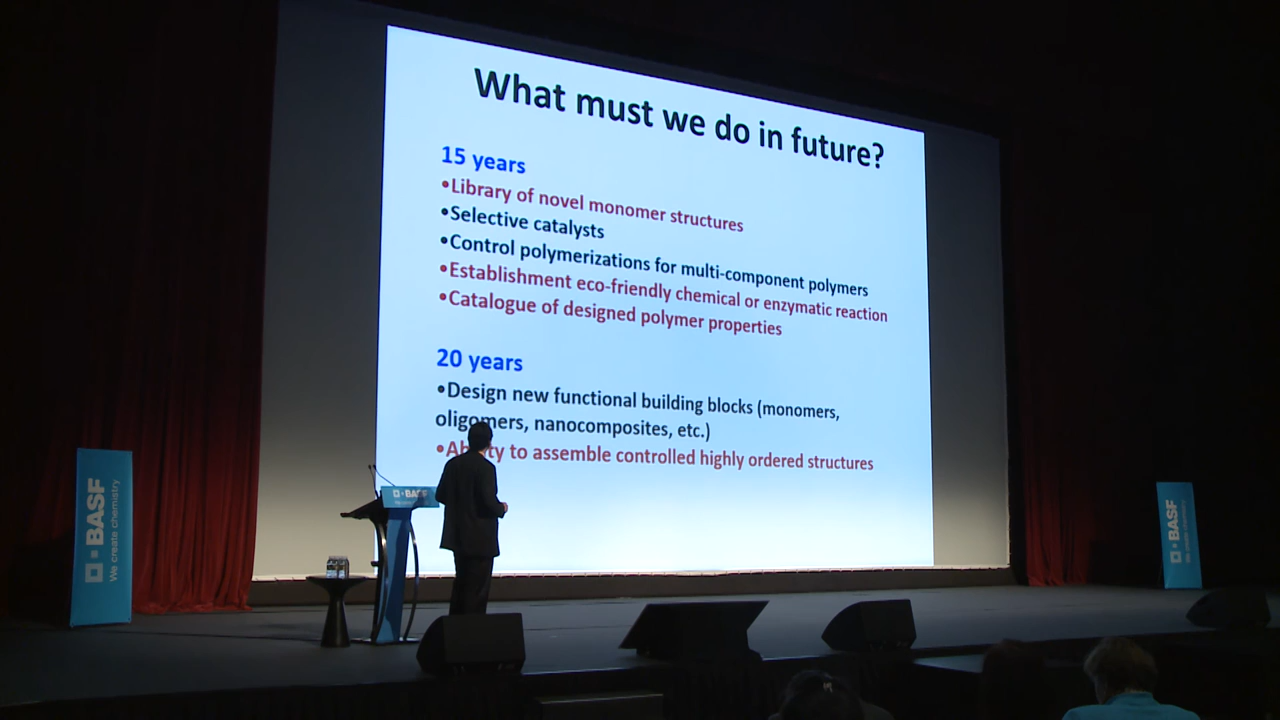 What must we do in future?
15 years
•Library of novel monomer structures
•Selective catalysts
•Control polymerizations for multi-component polymers
•Establishment eco-friendly chemical or enzymatic reaction
•Catalogue of designed polymer properties
20 years
•Design new functional building blocks (monomers,
oligomers, nanocomposites, etc.)
to assemble controlled highly ordered structures
BASF
We create chemistry
BASF
BASF
We create chemistry